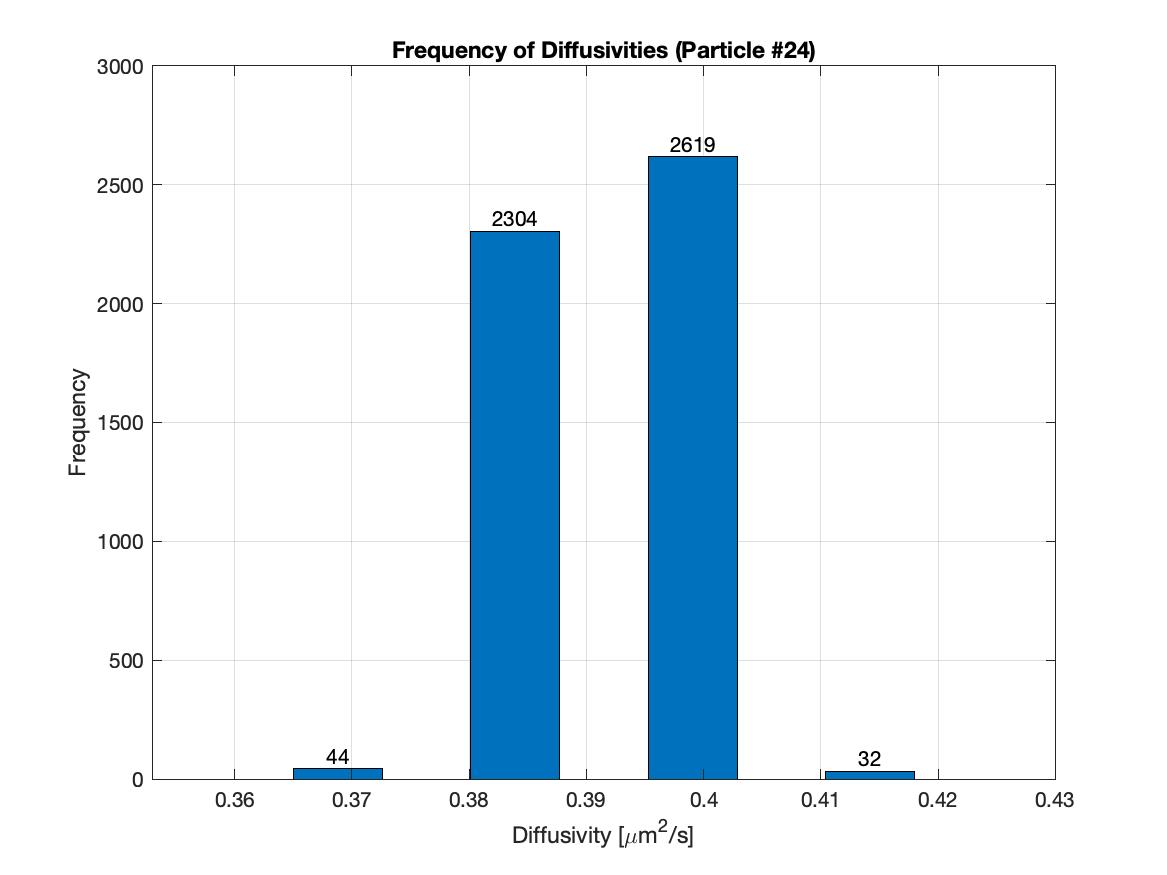 Frequency of Diffusivities (Particle #24)
3000
2619
2500
2304
2000
Frequency
1500
1000
500
44
32
0
0.36 0.37 0.38 0.39 0.4 0.41 0.42 0.43
Diffusivity [μm²/s]